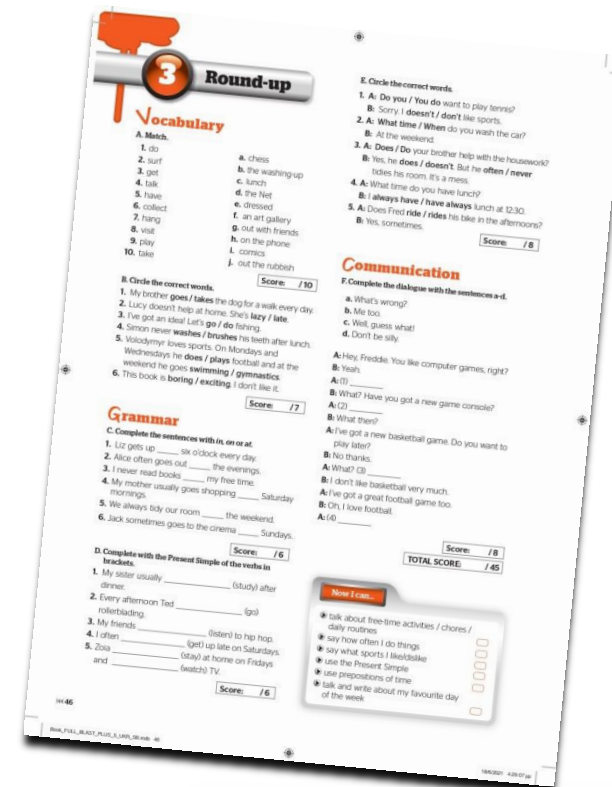 3 Round-up
Vocabulary
A. Match.
1. do
2. surf
3. get
4. talk
5. have
6. collect
7. hang
8. visit
9. play
10. take
a. chess
b. the washing-up
c. lunch
d. the Net
e. dressed
f. an art gallery
g. out with friends
h. on the phone
i. comics
j. out the rubbish
Score: /10
B. Circle the correct words.
1. My brother goes / takes the dog for a walk every day.
2. Lucy doesn't help at home. She's lazy / late.
3. I've got an idea! Let's go / do fishing.
4. Simon never washes / brushes his teeth after lunch.
5. Volodymyr loves sports. On Mondays and
Wednesdays he does / plays football and at the
weekend he goes swimming / gymnastics.
6. This book is boring / exciting. I don't like it.
Score: /7
Grammar
C. Complete the sentences with in, on or at.
1. Liz gets up _____ six o'clock every day.
2. Alice often goes out _____ the evenings.
3. I never read books _____ my free time.
4. My mother usually goes shopping _____ Saturday
mornings.
5. We always tidy our room _____ the weekend.
6. Jack sometimes goes to the cinema _____ Sundays.
Score: /6
D. Complete with the Present Simple of the verbs in
brackets.
1. My sister usually _____ (study) after
dinner.
2. Every afternoon Ted _____ (go)
rollerblading.
3. My friends _____ (listen) to hip hop.
4. I often _____ (get) up late on Saturdays.
5. Zoia _____ (stay) at home on Fridays
and _____ (watch) TV.
Score: /6
46
E. Circle the correct words.
1. A: Do you / You do want to play tennis?
B: Sorry. I doesn't / don't like sports.
2. A: What time / When do you wash the car?
B: At the weekend.
3. A: Does / Do your brother help with the housework?
B: Yes, he does / doesn't. But he often / never
tidies his room. It's a mess.
4. A: What time do you have lunch?
B: I always have / have always lunch at 12:30.
5. A: Does Fred ride / rides his bike in the afternoons?
B: Yes, sometimes.
Score: /8
Communication
F. Complete the dialogue with the sentences a-d.
a. What's wrong?
b. Me too.
c. Well, guess what!
d. Don't be silly.
A: Hey, Freddie. You like computer games, right?
B: Yeah.
A: (1) _____
B: What? Have you got a new game console?
A: (2) _____
B: What then?
A: I've got a new basketball game. Do you want to
play later?
B: No thanks.
A: What? (3) _____
B: I don't like basketball very much.
A: I've got a great football game too.
B: Oh, I love football.
A: (4) _____
Score: /8
TOTAL SCORE: /45
Now I can...
talk about free-time activities / chores /
daily routines
say how often I do things
say what sports I like/dislike
use the Present Simple
use prepositions of time
talk and write about my favourite day
of the week